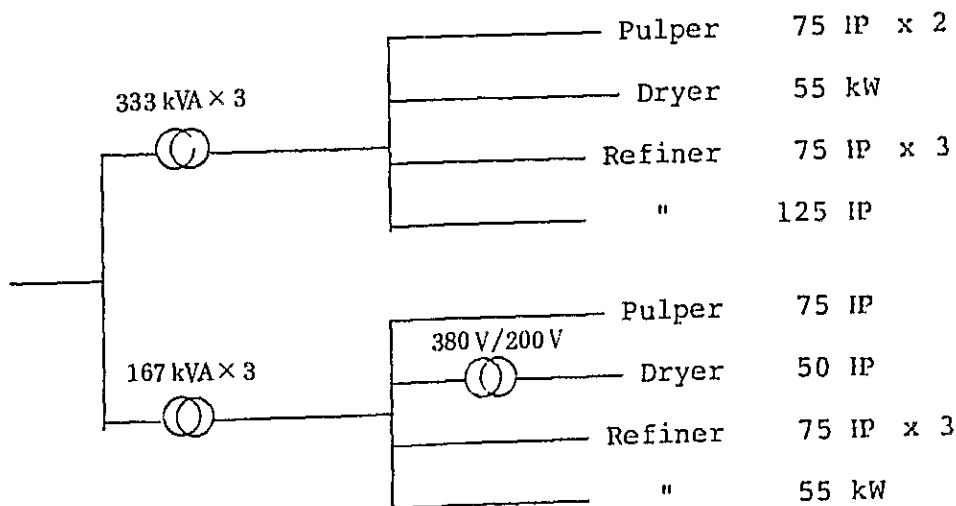 Pulper 75 IP x 2
333 kVA × 3
Dryer 55 kW
Refiner 75 IP x 3
" 125 IP
Pulper 75 IP
380 V/200 V
167 kVA × 3
Dryer 50 IP
Refiner 75 IP x 3
" 55 kW